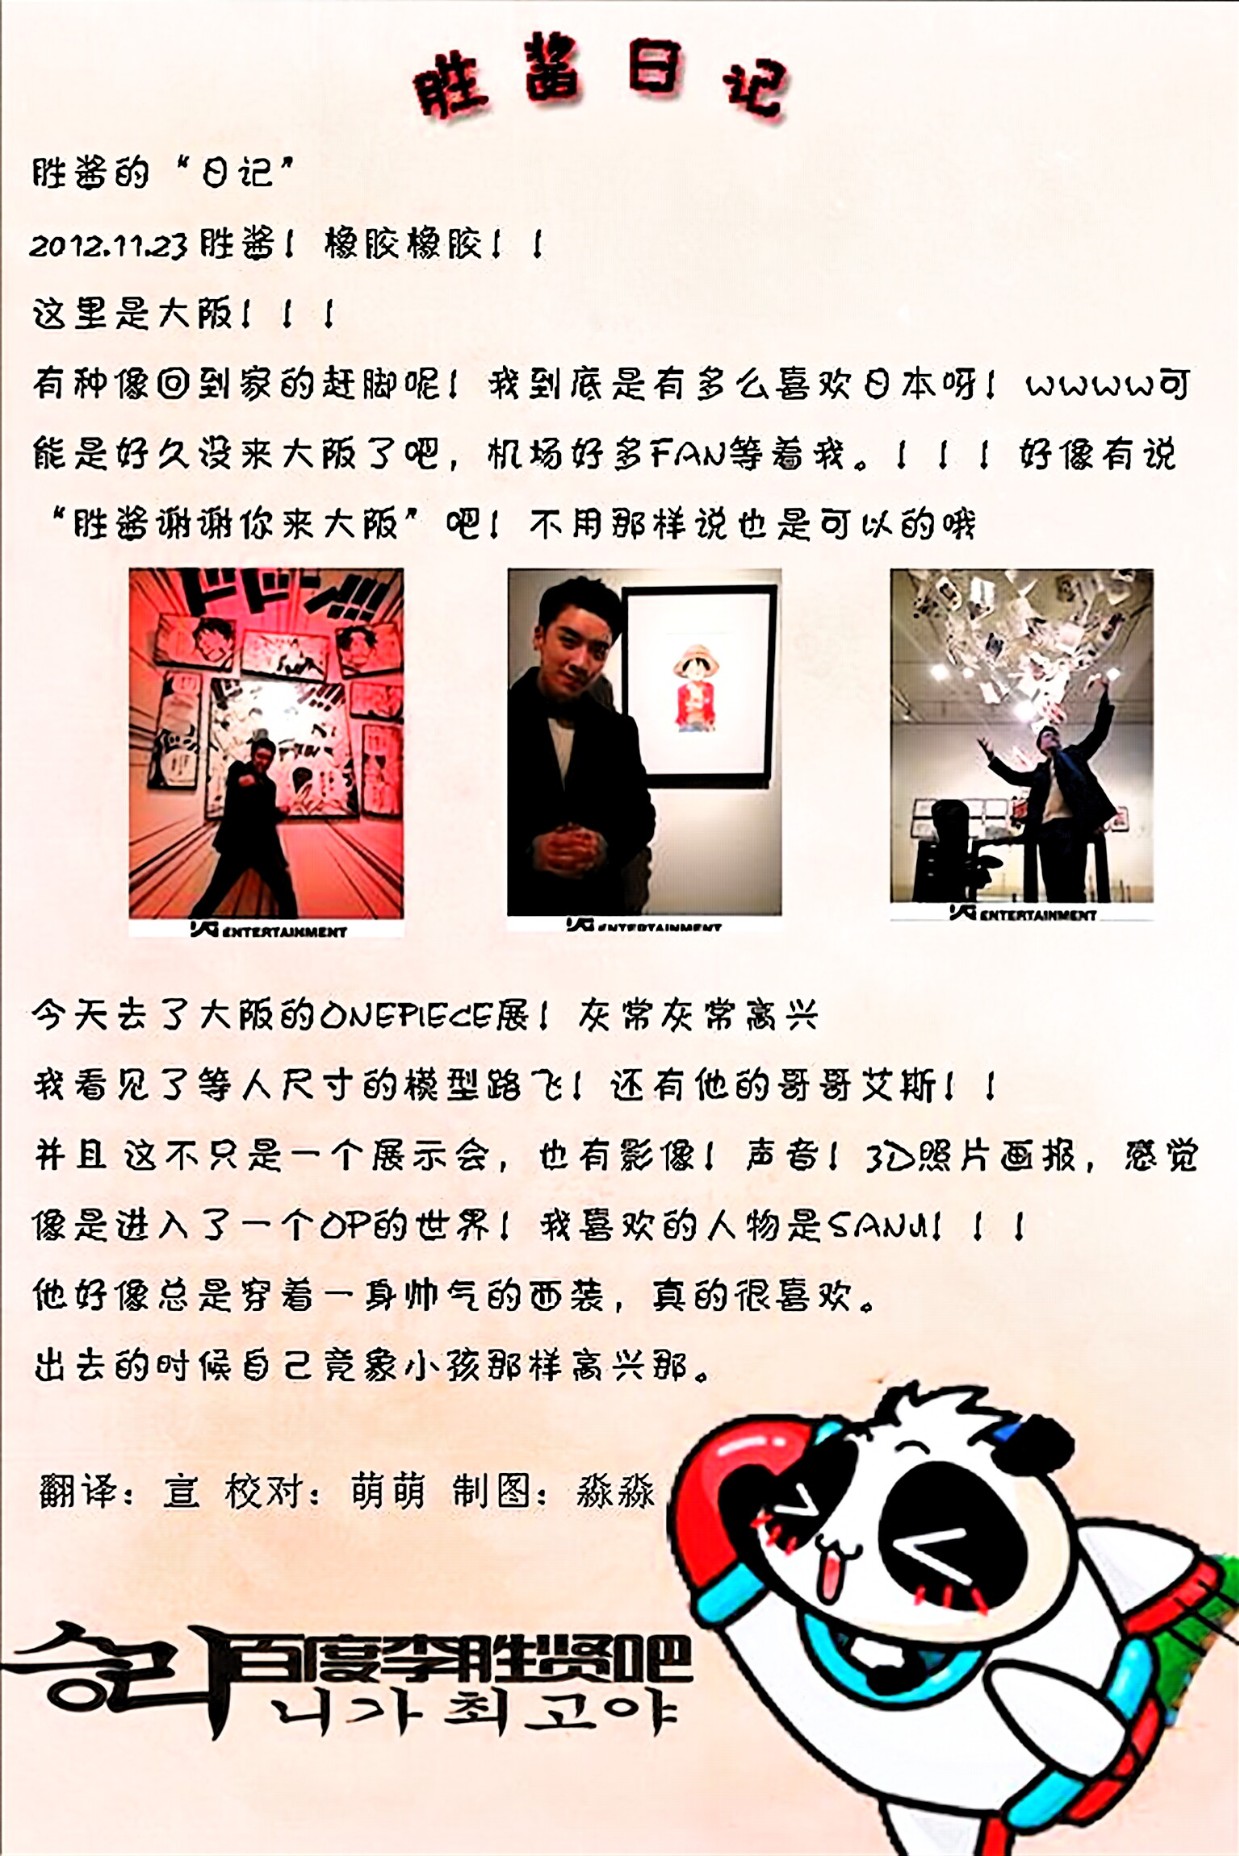 胜酱日记
胜酱的“日记”
2012.11.23胜酱！橡胶橡胶！！
这里是大阪！！！
有种像回到家的赶脚呢！我到底是有多么喜欢日本呀！wwww可
能是好久没来大阪了吧，机场好多FAN等着我。！！！好像有说
“胜酱谢谢你来大阪”吧！不用那样说也是可以的哦
ドドン!!!
YG ENTERTAINMENT YG ENTERTAINMENT YG ENTERTAINMENT
今天去了大阪的ONEPIECE展！灰常灰常高兴
我看见了等人尺寸的模型路飞！还有他的哥哥艾斯！！
并且 这不只是一个展示会，也有影像！声音！3D照片画报，感觉
像是进入了一个OP的世界！我喜欢的人物是SANJI！！！
他好像总是穿着一身帅气的西装，真的很喜欢。
出去的时候自己竟象小孩那样高兴那。
翻译：宣 校对：萌萌 制图：淼淼
승리百度李胜贤吧
니가 최고야